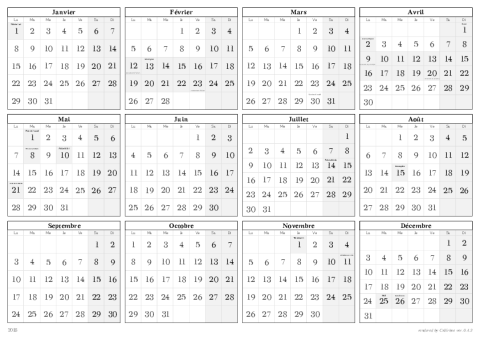 Janvier
Lu Ma Me Je Ve Sa Di
1 2 3 4 5 6 7
8 9 10 11 12 13 14
15 16 17 18 19 20 21
22 23 24 25 26 27 28
29 30 31
Février
Lu Ma Me Je Ve Sa Di
1 2 3 4
5 6 7 8 9 10 11
12 13 14 15 16 17 18
19 20 21 22 23 24 25
26 27 28
Mars
Lu Ma Me Je Ve Sa Di
1 2 3 4
5 6 7 8 9 10 11
12 13 14 15 16 17 18
19 20 21 22 23 24 25
26 27 28 29 30 31
Avril
Lu Ma Me Je Ve Sa Di
1
2 3 4 5 6 7 8
9 10 11 12 13 14 15
16 17 18 19 20 21 22
23 24 25 26 27 28 29
30
Mai
Lu Ma Me Je Ve Sa Di
1 2 3 4 5 6
7 8 9 10 11 12 13
14 15 16 17 18 19 20
21 22 23 24 25 26 27
28 29 30 31
Juin
Lu Ma Me Je Ve Sa Di
1 2 3
4 5 6 7 8 9 10
11 12 13 14 15 16 17
18 19 20 21 22 23 24
25 26 27 28 29 30
Juillet
Lu Ma Me Je Ve Sa Di
1
2 3 4 5 6 7 8
9 10 11 12 13 14 15
16 17 18 19 20 21 22
23 24 25 26 27 28 29
30 31
Août
Lu Ma Me Je Ve Sa Di
1 2 3 4 5
6 7 8 9 10 11 12
13 14 15 16 17 18 19
20 21 22 23 24 25 26
27 28 29 30 31
Septembre
Lu Ma Me Je Ve Sa Di
1 2
3 4 5 6 7 8 9
10 11 12 13 14 15 16
17 18 19 20 21 22 23
24 25 26 27 28 29 30
Octobre
Lu Ma Me Je Ve Sa Di
1 2 3 4 5 6 7
8 9 10 11 12 13 14
15 16 17 18 19 20 21
22 23 24 25 26 27 28
29 30 31
Novembre
Lu Ma Me Je Ve Sa Di
1 2 3 4
5 6 7 8 9 10 11
12 13 14 15 16 17 18
19 20 21 22 23 24 25
26 27 28 29 30
Décembre
Lu Ma Me Je Ve Sa Di
1 2
3 4 5 6 7 8 9
10 11 12 13 14 15 16
17 18 19 20 21 22 23
24 25 26 27 28 29 30
31
2018